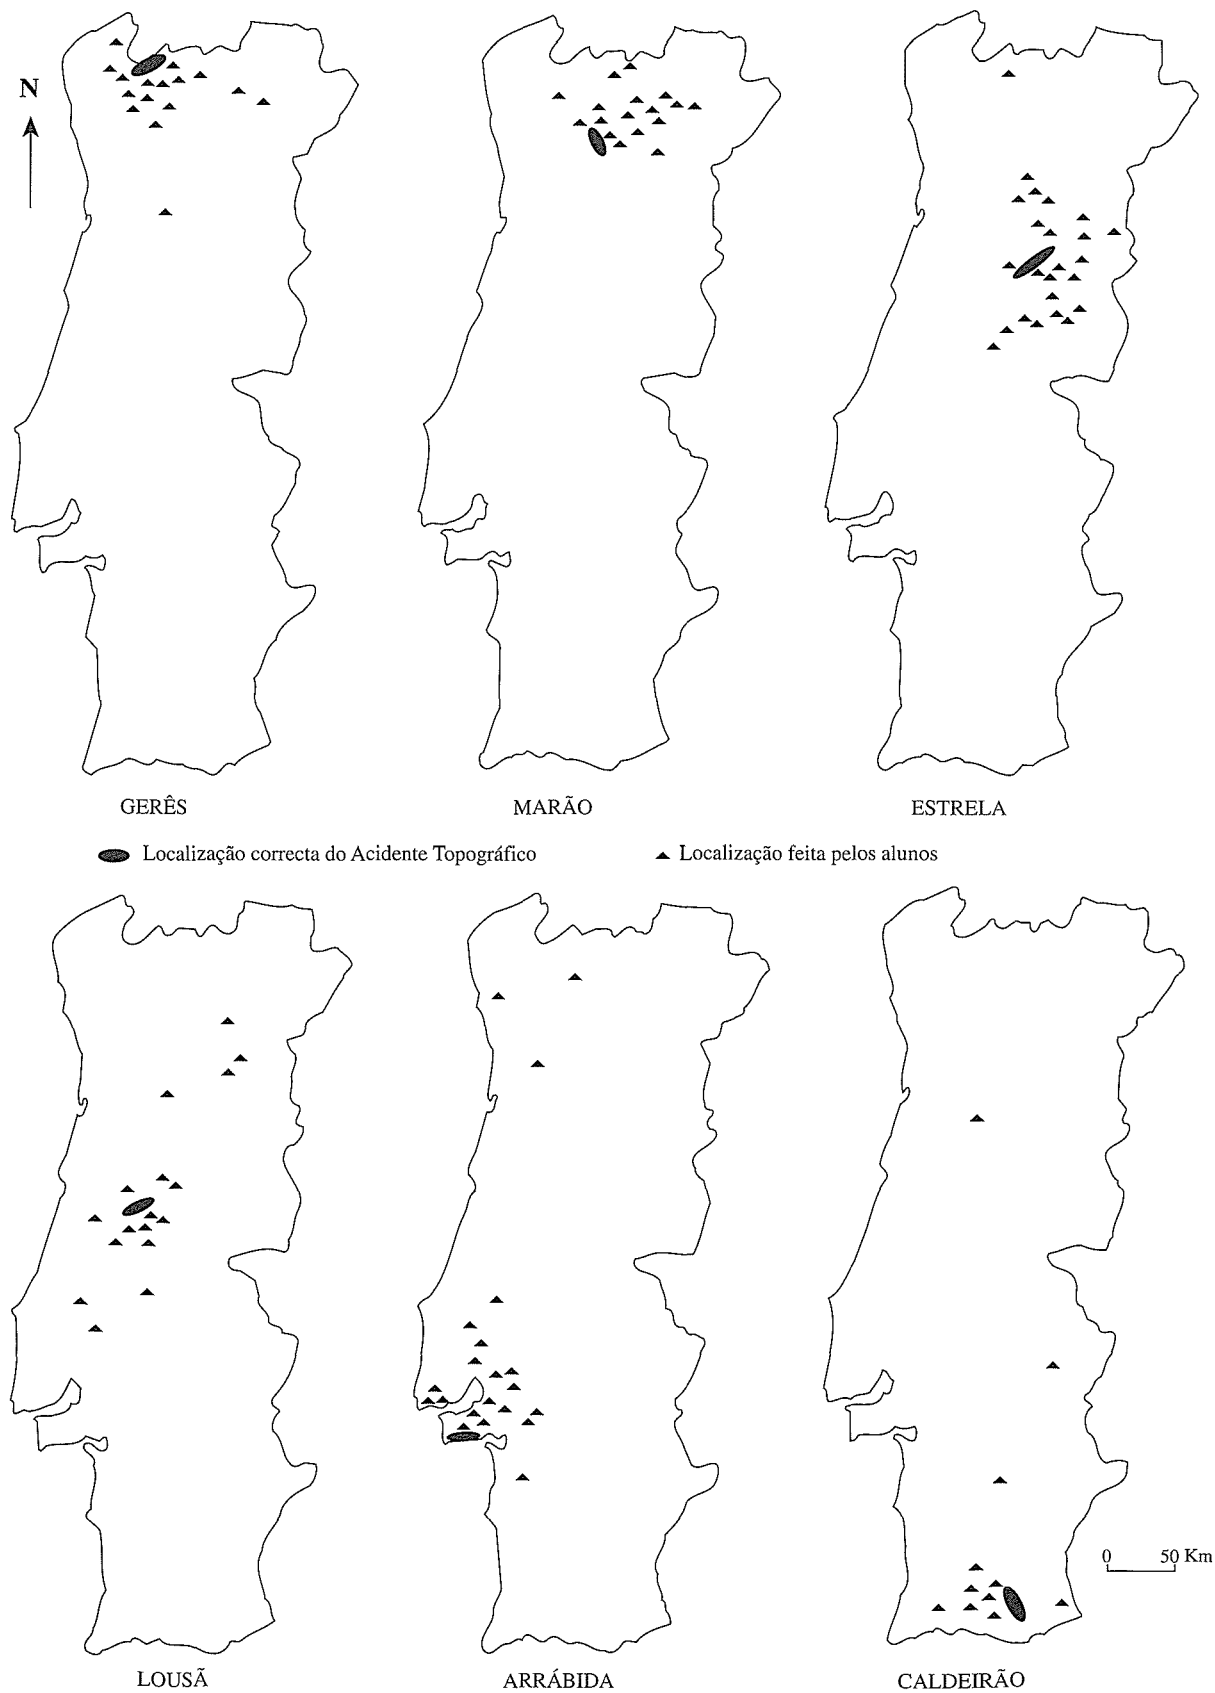 N
GERÊS
MARÃO
ESTRELA
Localização correcta do Acidente Topográfico
Localização feita pelos alunos
0 50 Km
LOUSÃ
ARRÁBIDA
CALDEIRÃO